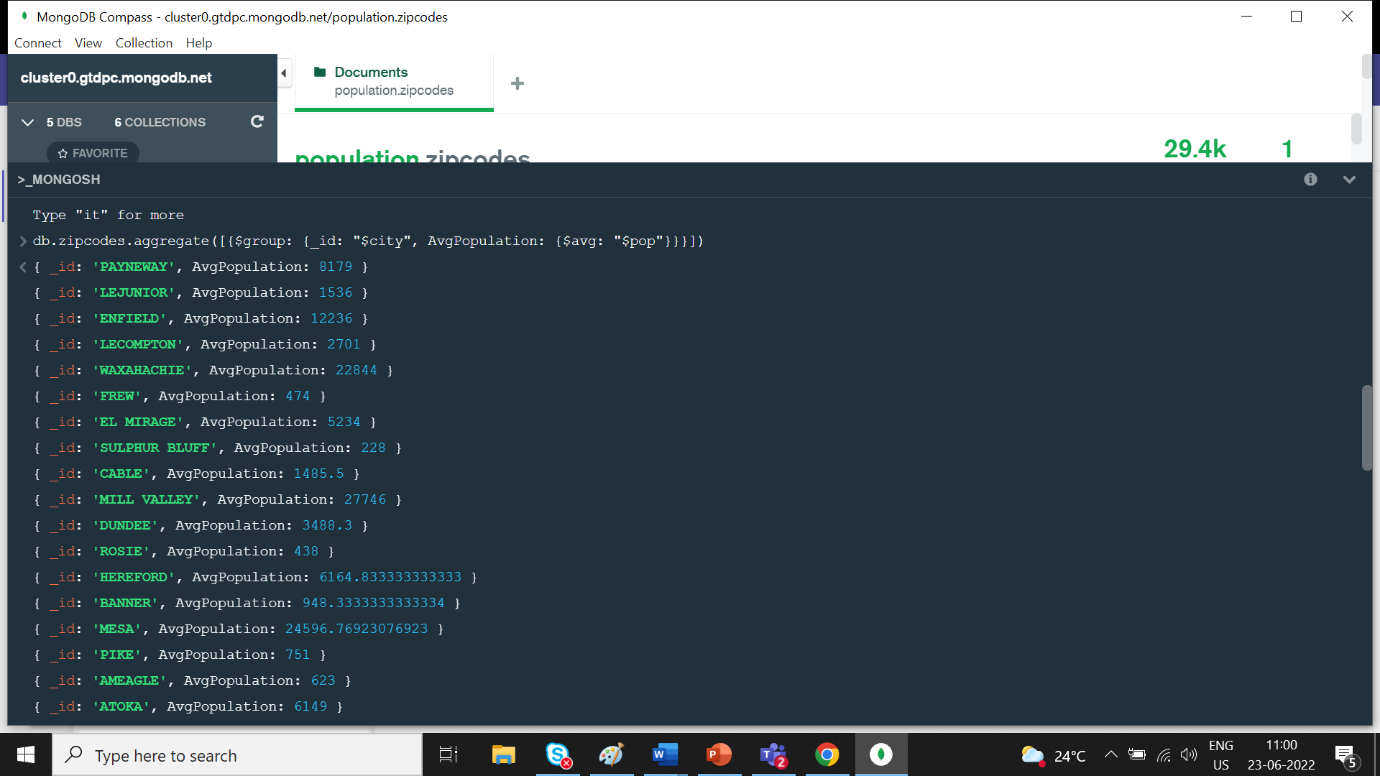 MongoDB Compass - cluster0.gtdpc.mongodb.net/population.zipcodes
Connect View Collection Help
cluster0.gtdpc.mongodb.net
Documents
population.zipcodes
5 DBS 6 COLLECTIONS
FAVORITE
population.zipcodes
29.4k 1
>_MONGOSH
Type "it" for more
db.zipcodes.aggregate([{$group: {_id: "$city", AvgPopulation: {$avg: "$pop"}}}])
{ _id: 'PAYNEWAY', AvgPopulation: 8179 }
{ _id: 'LEJUNIOR', AvgPopulation: 1536 }
{ _id: 'ENFIELD', AvgPopulation: 12236 }
{ _id: 'LECOMPTON', AvgPopulation: 2701 }
{ _id: 'WAXAHACHIE', AvgPopulation: 22844 }
{ _id: 'FREW', AvgPopulation: 474 }
{ _id: 'EL MIRAGE', AvgPopulation: 5234 }
{ _id: 'SULPHUR BLUFF', AvgPopulation: 228 }
{ _id: 'CABLE', AvgPopulation: 1485.5 }
{ _id: 'MILL VALLEY', AvgPopulation: 27746 }
{ _id: 'DUNDEE', AvgPopulation: 3488.3 }
{ _id: 'ROSIE', AvgPopulation: 438 }
{ _id: 'HEREFORD', AvgPopulation: 6164.833333333333 }
{ _id: 'BANNER', AvgPopulation: 948.3333333333334 }
{ _id: 'MESA', AvgPopulation: 24596.76923076923 }
{ _id: 'PIKE', AvgPopulation: 751 }
{ _id: 'AMEAGLE', AvgPopulation: 623 }
{ _id: 'ATOKA', AvgPopulation: 6149 }
Type here to search
24°C
ENG
US
11:00
23-06-2022
5
2